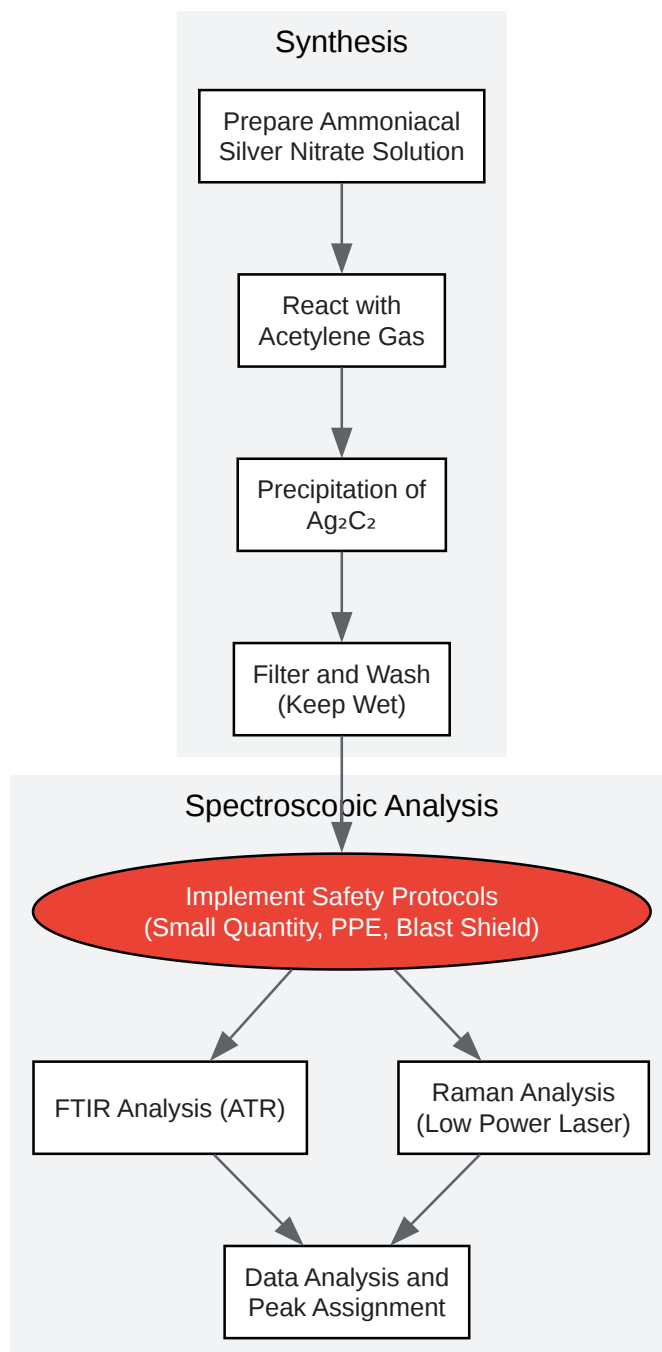 Synthesis
Prepare Ammoniacal
Silver Nitrate Solution
React with
Acetylene Gas
Precipitation of
Ag₂C₂
Filter and Wash
(Keep Wet)
Spectroscopic Analysis
Implement Safety Protocols
(Small Quantity, PPE, Blast Shield)
FTIR Analysis (ATR)
Raman Analysis
(Low Power Laser)
Data Analysis and
Peak Assignment